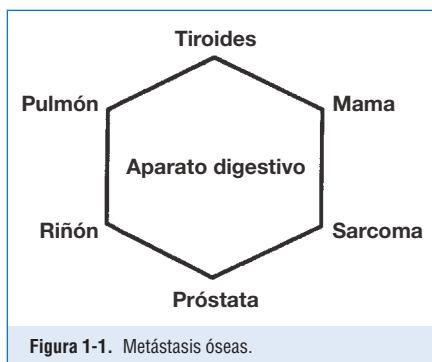 Tiroides
Pulmón
Mama
Aparato digestivo
Riñón
Sarcoma
Próstata
Figura 1-1. Metástasis óseas.